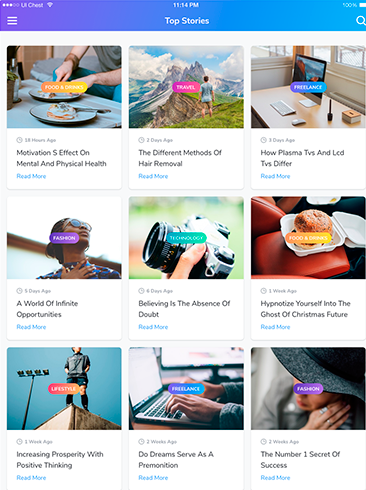 UI Chest 11:14 PM 100%
Top Stories
FOOD & DRINKS
TRAVEL
FREELANCE
18 Hours Ago
2 Days Ago
3 Days Ago
Motivation S Effect On
Mental And Physical Health
Read More
The Different Methods Of
Hair Removal
Read More
How Plasma Tvs And Lcd
Tvs Differ
Read More
FASHION
TECHNOLOGY
FOOD & DRINKS
5 Days Ago
6 Days Ago
1 Week Ago
A World Of Infinite
Opportunities
Read More
Believing Is The Absence Of
Doubt
Read More
Hypnotize Yourself Into The
Ghost Of Christmas Future
Read More
LIFESTYLE
FREELANCE
FASHION
1 Week Ago
2 Weeks Ago
2 Weeks Ago
Increasing Prosperity With
Positive Thinking
Read More
Do Dreams Serve As A
Premonition
Read More
The Number 1 Secret Of
Success
Read More